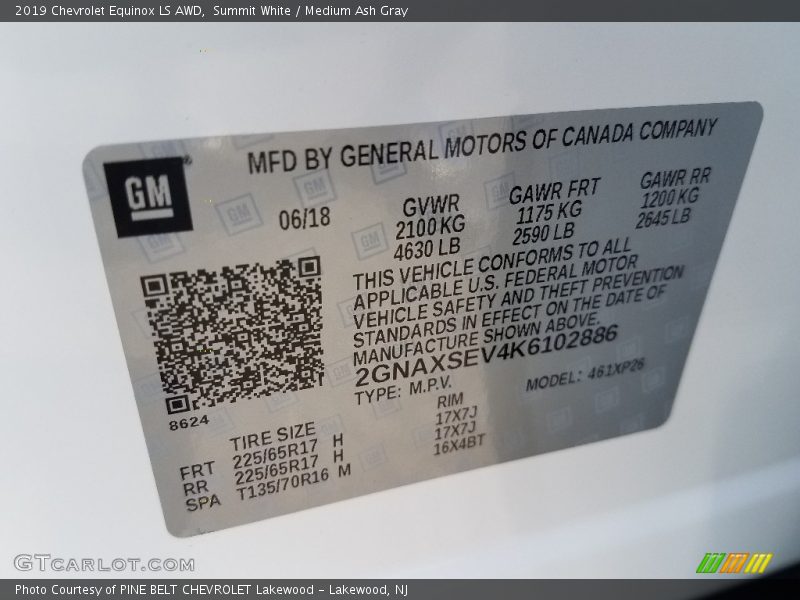 2019 Chevrolet Equinox LS AWD,  Summit White / Medium Ash Gray
GM
MFD BY GENERAL MOTORS OF CANADA COMPANY
06/18
GVWR
2100 KG
4630 LB
GAWR FRT
1175 KG
2590 LB
GAWR RR
1200 KG
2645 LB
THIS VEHICLE CONFORMS TO ALL
APPLICABLE U.S. FEDERAL MOTOR
VEHICLE SAFETY AND THEFT PREVENTION
STANDARDS IN EFFECT ON THE DATE OF
MANUFACTURE SHOWN ABOVE.
2GNAXSEV4K6102886
TYPE: M.P.V.
MODEL: 461XP26
8624
TIRE SIZE
RIM
FRT 225/65R17 H 17X7J
RR 225/65R17 H 17X7J
SPA T135/70R16 M 16X4BT
GTCARLOT.COM
Photo Courtesy of PINE BELT CHEVROLET Lakewood - Lakewood, NJ